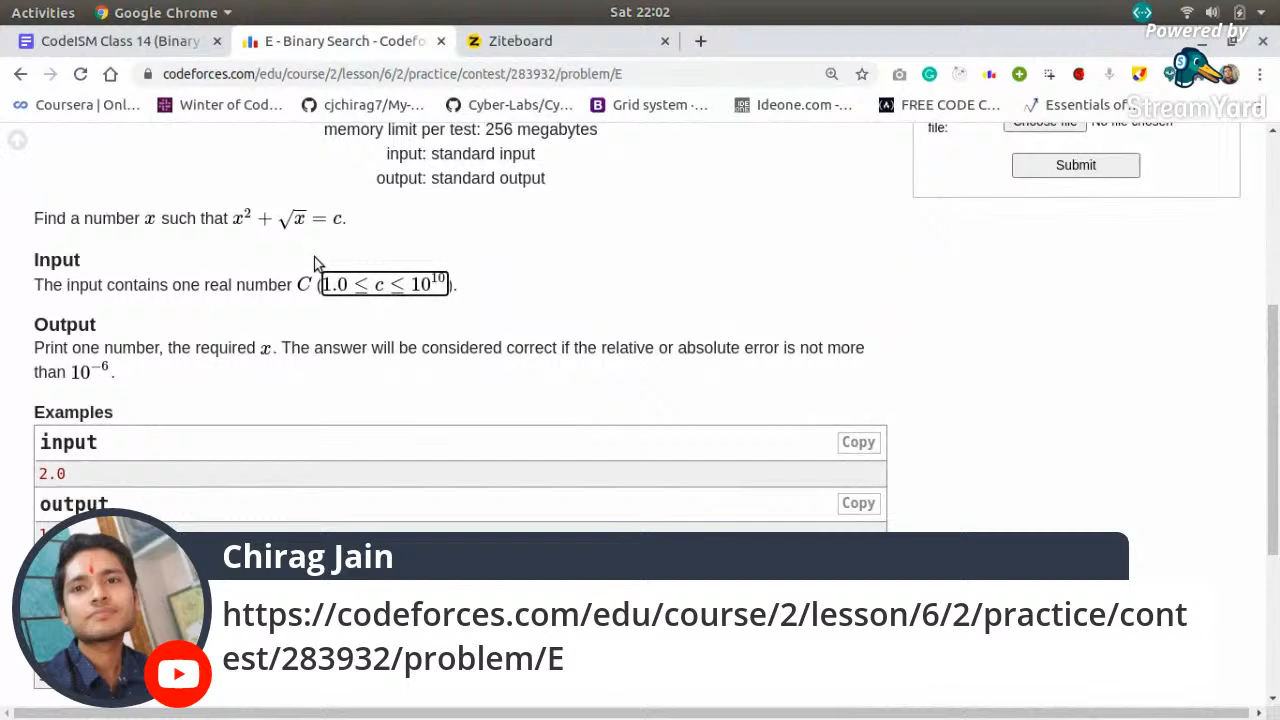 Activities
Google Chrome
Sat 22:02
CodeISM Class 14 (Binary
E - Binary Search - Codefo
Ziteboard
Powered by
codeforces.com/edu/course/2/lesson/6/2/practice/contest/283932/problem/E
StreamYard
Coursera | Onl...
Winter of Cod...
cjchirag7/My-...
Cyber-Labs/Cy...
Grid system -...
Ideone.com -...
FREE CODE C...
Essentials of...
memory limit per test: 256 megabytes
file:
Choose file
No file chosen
input: standard input
Submit
output: standard output
Find a number x such that x² + √x = c.
Input
The input contains one real number C (1.0 ≤ c ≤ 10¹⁰).
Output
Print one number, the required x. The answer will be considered correct if the relative or absolute error is not more
than 10⁻⁶.
Examples
input
Copy
2.0
output
Copy
Chirag Jain
https://codeforces.com/edu/course/2/lesson/6/2/practice/cont
est/283932/problem/E